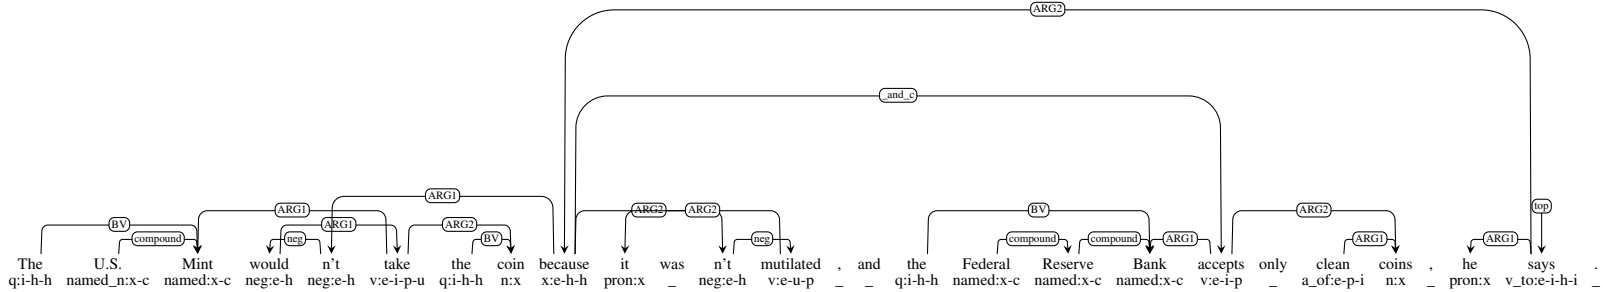 ARG2
_and_c
ARG1
top
ARG1 ARG2 ARG2 BV ARG2
BV ARG1 ARG2
compound neg BV neg compound compound ARG1 ARG1 ARG1
The U.S. Mint would n't take the coin because it was n't mutilated , and the Federal Reserve Bank accepts only clean coins , he says .
q:i-h-h named_n:x-c named:x-c neg:e-h neg:e-h v:e-i-p-u q:i-h-h n:x x:e-h-h pron:x _ neg:e-h v:e-u-p _ _ q:i-h-h named:x-c named:x-c named:x-c v:e-i-p _ a_of:e-p-i n:x _ pron:x v_to:e-i-h-i _